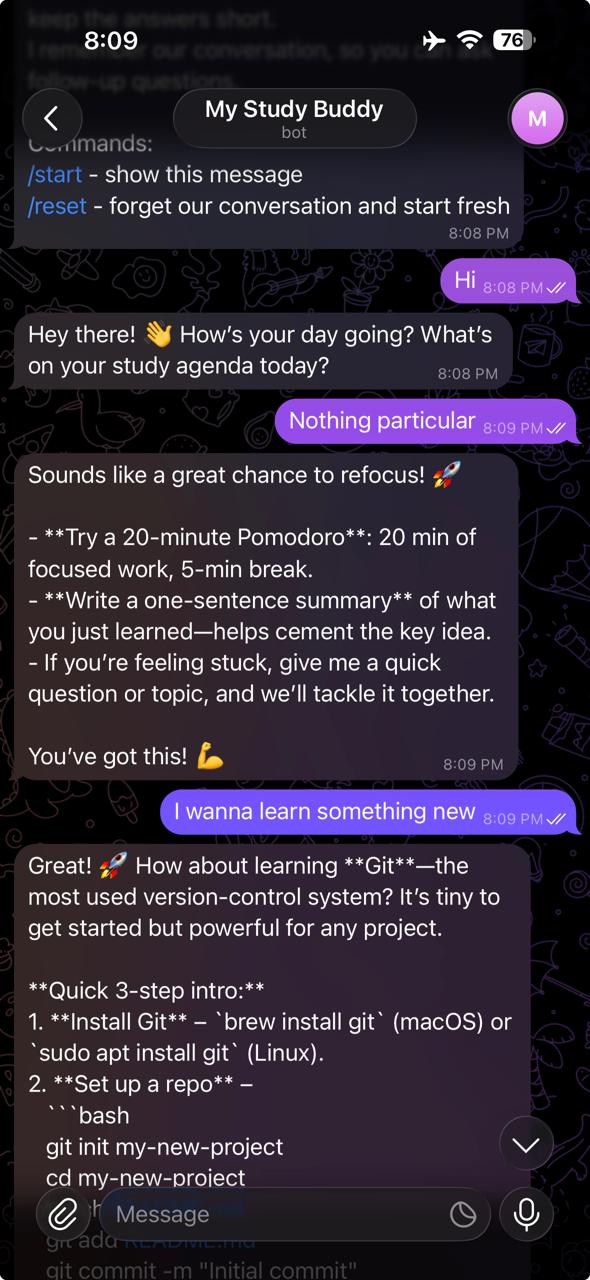 keep the answers short.
I remember our conversation, so you can ask
follow-up questions.
8:09
76
My Study Buddy
bot
M
Commands:
/start - show this message
/reset - forget our conversation and start fresh
8:08 PM
Hi 8:08 PM
Hey there! 👋 How’s your day going? What’s
on your study agenda today?
8:08 PM
Nothing particular 8:09 PM
Sounds like a great chance to refocus! 🚀
- **Try a 20-minute Pomodoro**: 20 min of
focused work, 5-min break.
- **Write a one-sentence summary** of what
you just learned—helps cement the key idea.
- If you’re feeling stuck, give me a quick
question or topic, and we’ll tackle it together.
You’ve got this! 💪
8:09 PM
I wanna learn something new 8:09 PM
Great! 🚀 How about learning **Git**—the
most used version-control system? It’s tiny to
get started but powerful for any project.
**Quick 3-step intro:**
1. **Install Git** – `brew install git` (macOS) or
`sudo apt install git` (Linux).
2. **Set up a repo** –
```bash
git init my-new-project
cd my-new-project
Message
git add README.md
git commit -m "Initial commit"